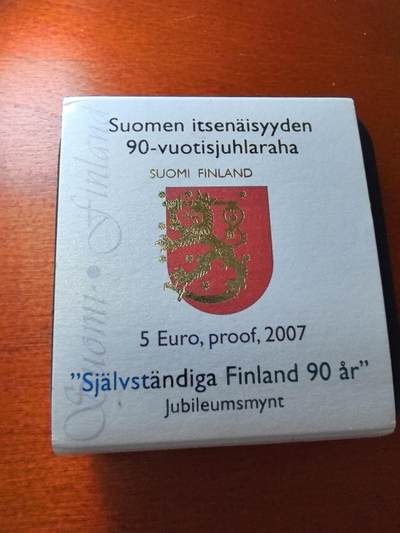 Suomen itsenäisyyden
90-vuotisjuhlaraha
SUOMI FINLAND
5 Euro, proof, 2007
"Självständiga Finland 90 år"
Jubileumsmynt
Suomi • Finland